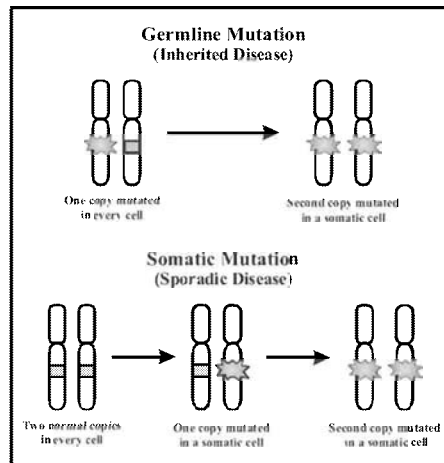 Germline Mutation
(Inherited Disease)
One copy mutated
in every cell
Second copy mutated
in a somatic cell
Somatic Mutation
(Sporadic Disease)
Two normal copies
in every cell
One copy mutated
in a somatic cell
Second copy mutated
in a somatic cell